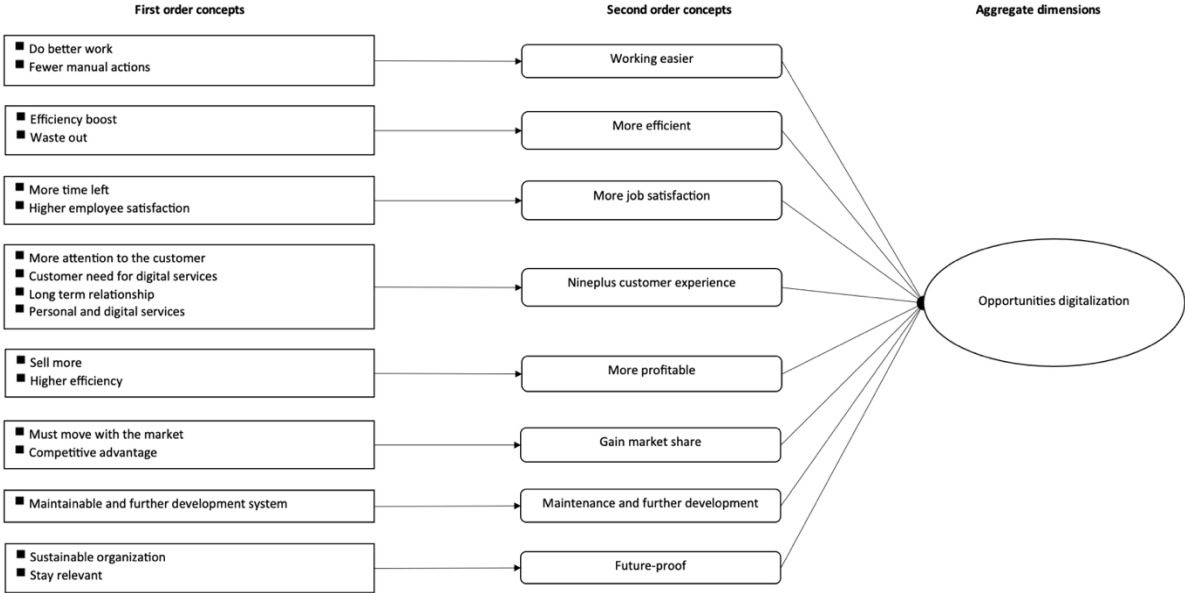 First order concepts
Second order concepts
Aggregate dimensions
■ Do better work
■ Fewer manual actions
Working easier
■ Efficiency boost
■ Waste out
More efficient
■ More time left
■ Higher employee satisfaction
More job satisfaction
■ More attention to the customer
■ Customer need for digital services
■ Long term relationship
■ Personal and digital services
Nineplus customer experience
Opportunities digitalization
■ Sell more
■ Higher efficiency
More profitable
■ Must move with the market
■ Competitive advantage
Gain market share
■ Maintainable and further development system
Maintenance and further development
■ Sustainable organization
■ Stay relevant
Future-proof